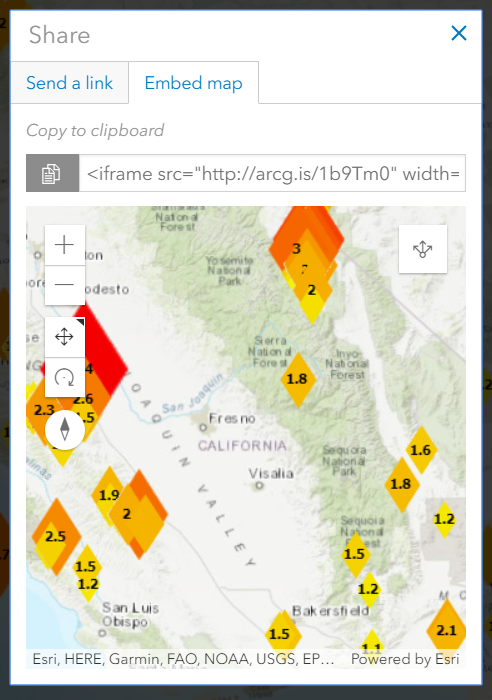 Share
Send a link
Embed map
Copy to clipboard
<iframe src="http://arcg.is/1b9Tm0" width=
National
Forest
3
Yosemite
National
Park
2
Sierra
National
Forest
Inyo
National
Forest
1.8
4
2.6
2.3
1.5
San Joaquin
Fresno
CALIFORNIA
JOAQUIN VALLEY
Sequoia
National
Park
1.6
Visalia
1.8
1.9
2
1.2
2.5
Sequoia
National
Forest
1.5
1.5
1.2
1.2
San Luis
Obispo
Bakersfield
1.5
1.1
2.1
Esri, HERE, Garmin, FAO, NOAA, USGS, EP…
Powered by Esri